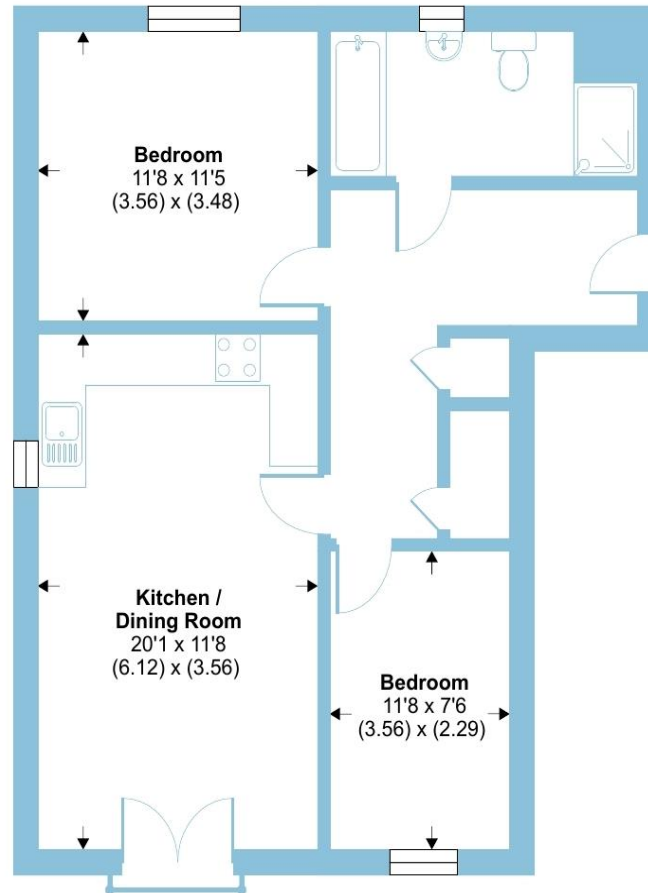 Bedroom
11'8 x 11'5
(3.56) x (3.48)
Kitchen /
Dining Room
20'1 x 11'8
(6.12) x (3.56)
Bedroom
11'8 x 7'6
(3.56) x (2.29)